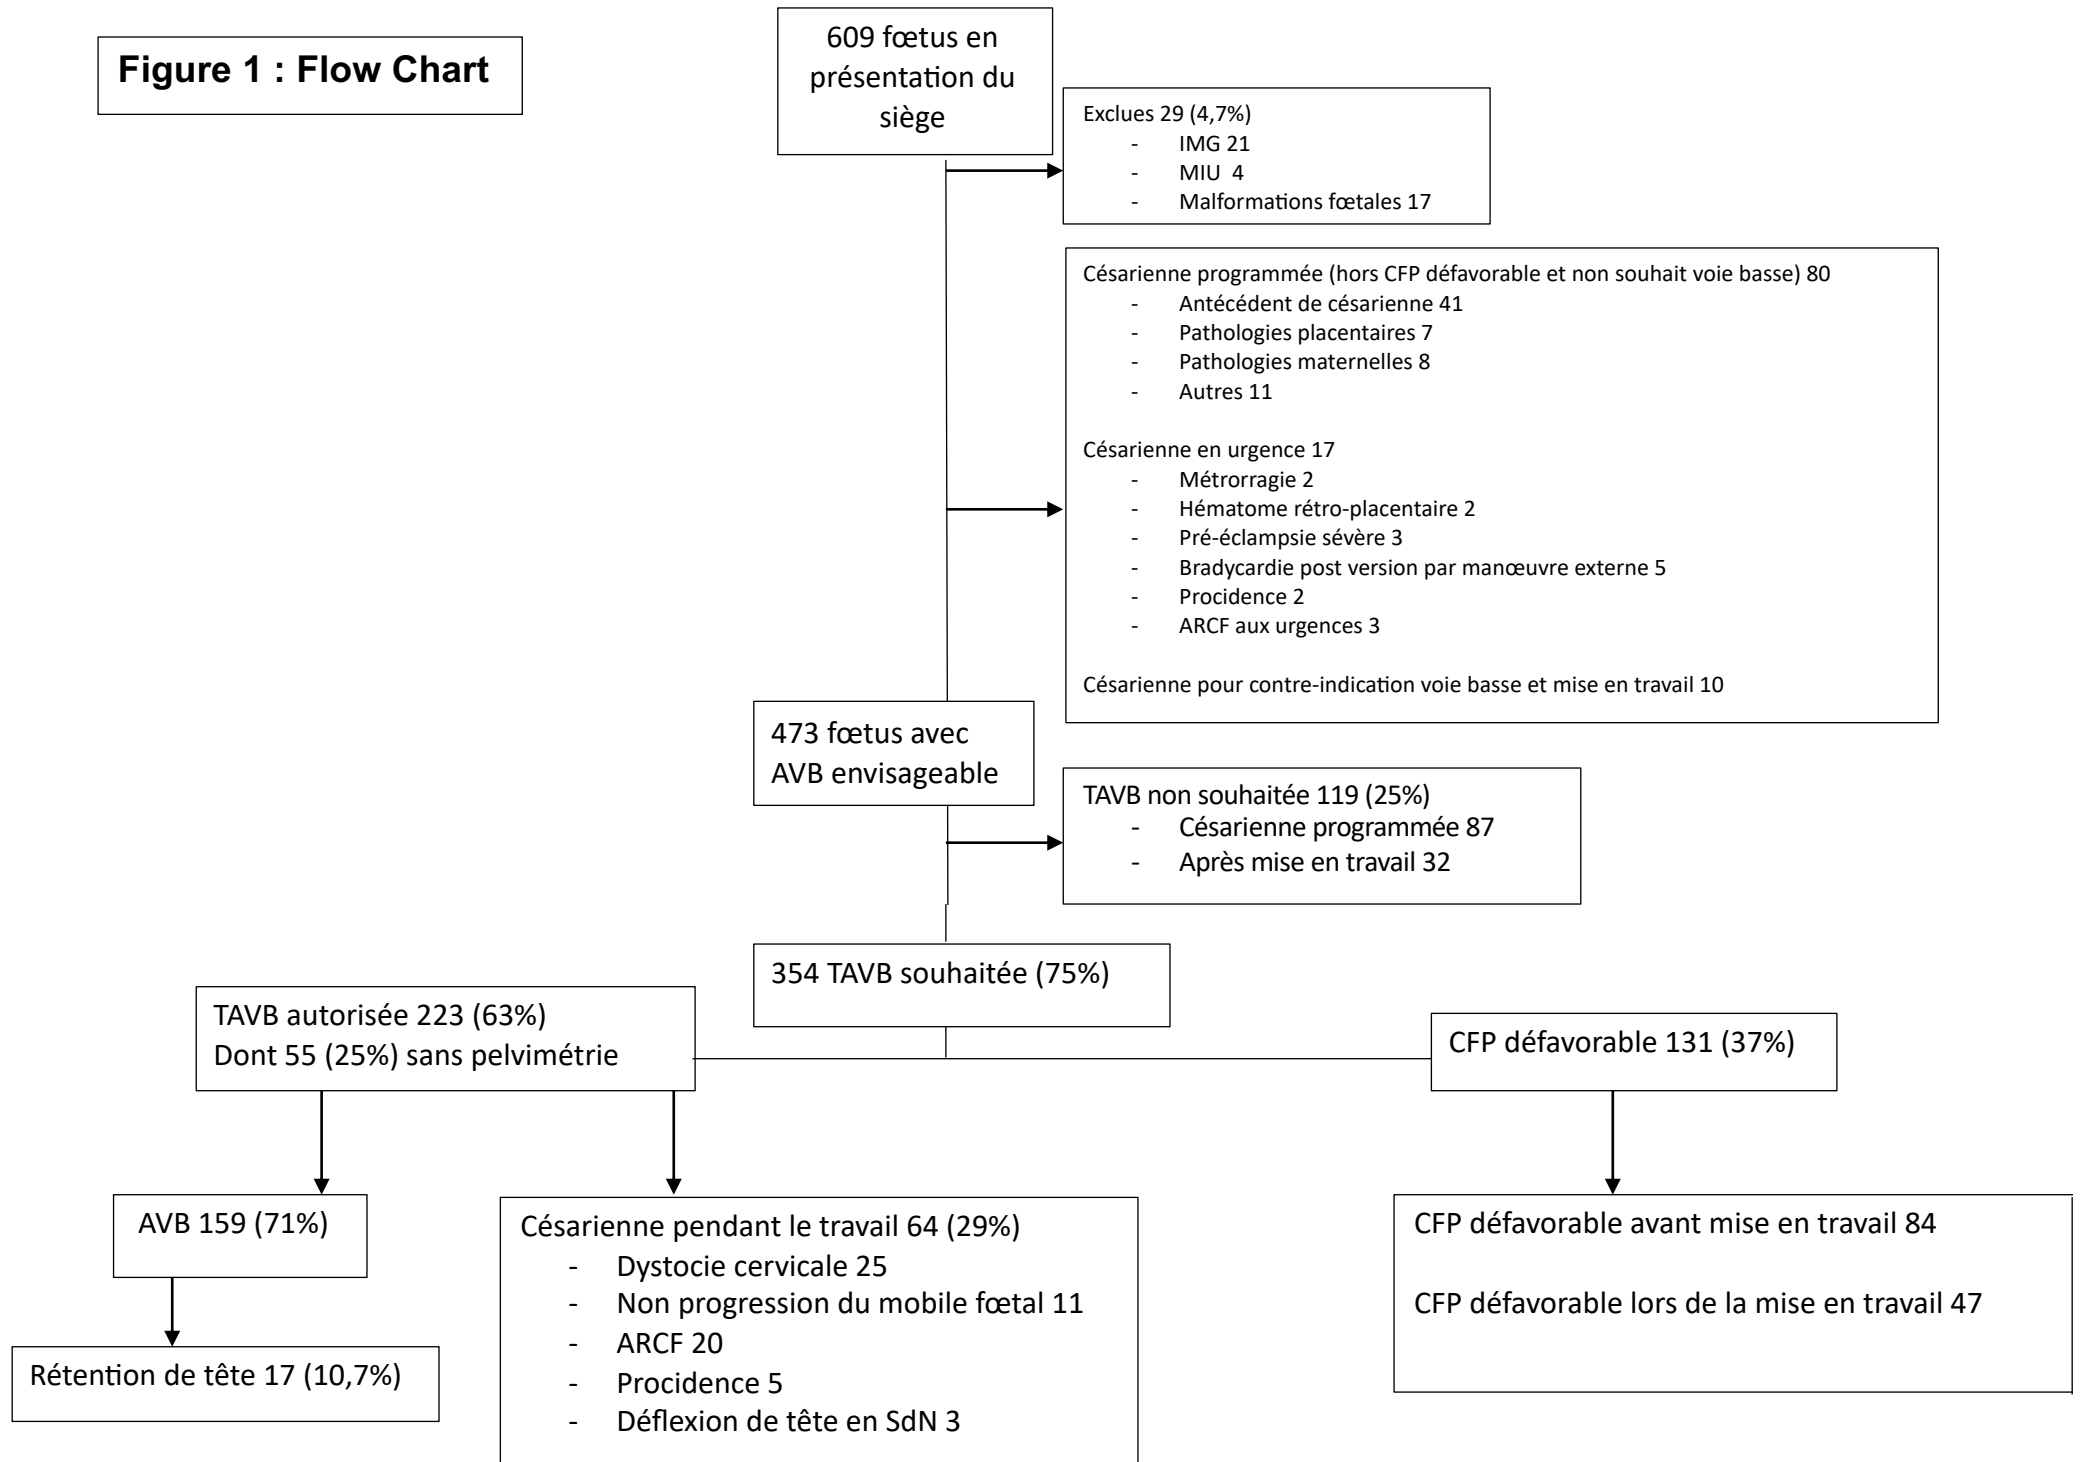 Figure 1 : Flow Chart
609 fœtus en
présentation du
siège
Exclues 29 (4,7%)
- IMG 21
- MIU 4
- Malformations fœtales 17
Césarienne programmée (hors CFP défavorable et non souhait voie basse) 80
- Antécédent de césarienne 41
- Pathologies placentaires 7
- Pathologies maternelles 8
- Autres 11
Césarienne en urgence 17
- Métrorragie 2
- Hématome rétro-placentaire 2
- Pré-éclampsie sévère 3
- Bradycardie post version par manœuvre externe 5
- Procidence 2
- ARCF aux urgences 3
Césarienne pour contre-indication voie basse et mise en travail 10
473 fœtus avec
AVB envisageable
TAVB non souhaitée 119 (25%)
- Césarienne programmée 87
- Après mise en travail 32
354 TAVB souhaitée (75%)
TAVB autorisée 223 (63%)
Dont 55 (25%) sans pelvimétrie
CFP défavorable 131 (37%)
AVB 159 (71%)
Rétention de tête 17 (10,7%)
Césarienne pendant le travail 64 (29%)
- Dystocie cervicale 25
- Non progression du mobile fœtal 11
- ARCF 20
- Procidence 5
- Déflexion de tête en SdN 3
CFP défavorable avant mise en travail 84
CFP défavorable lors de la mise en travail 47